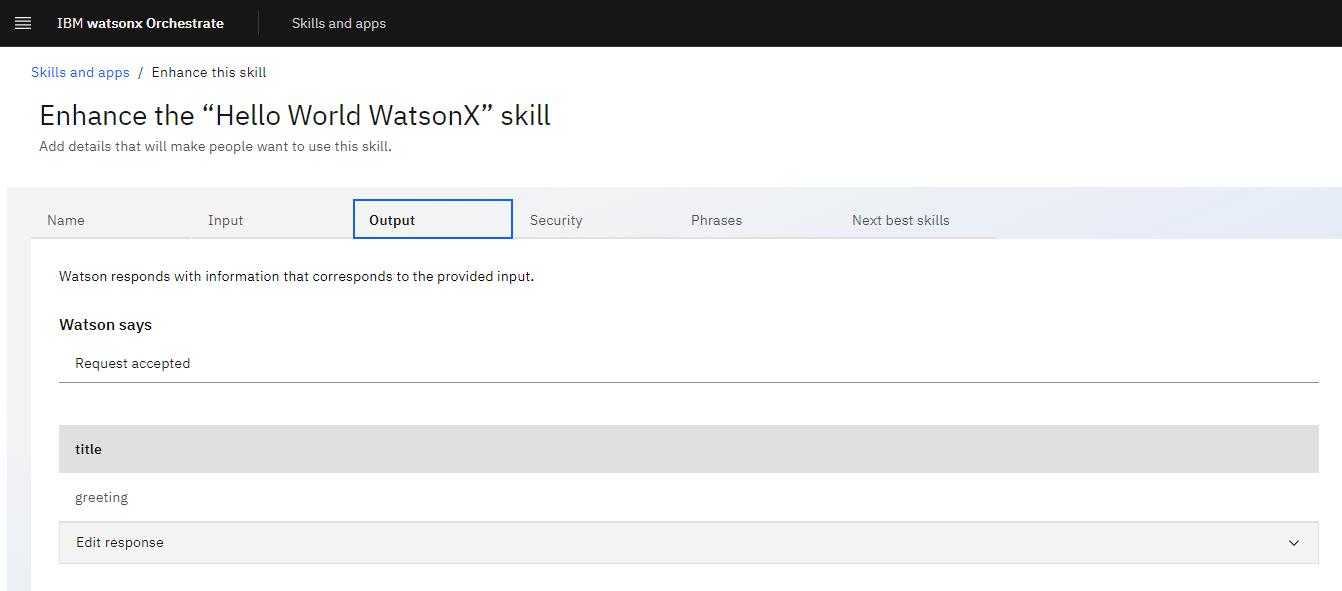 IBM watsonx Orchestrate Skills and apps
Skills and apps / Enhance this skill
Enhance the “Hello World WatsonX” skill
Add details that will make people want to use this skill.
Name Input Output Security Phrases Next best skills
Watson responds with information that corresponds to the provided input.
Watson says
Request accepted
title
greeting
Edit response